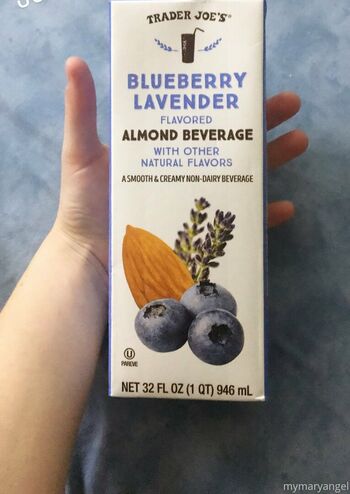 TRADER JOE'S®
BLUEBERRY
LAVENDER
FLAVORED
ALMOND BEVERAGE
WITH OTHER
NATURAL FLAVORS
A SMOOTH & CREAMY NON-DAIRY BEVERAGE
U
PAREVE
NET 32 FL OZ (1 QT) 946 mL
mymaryangel